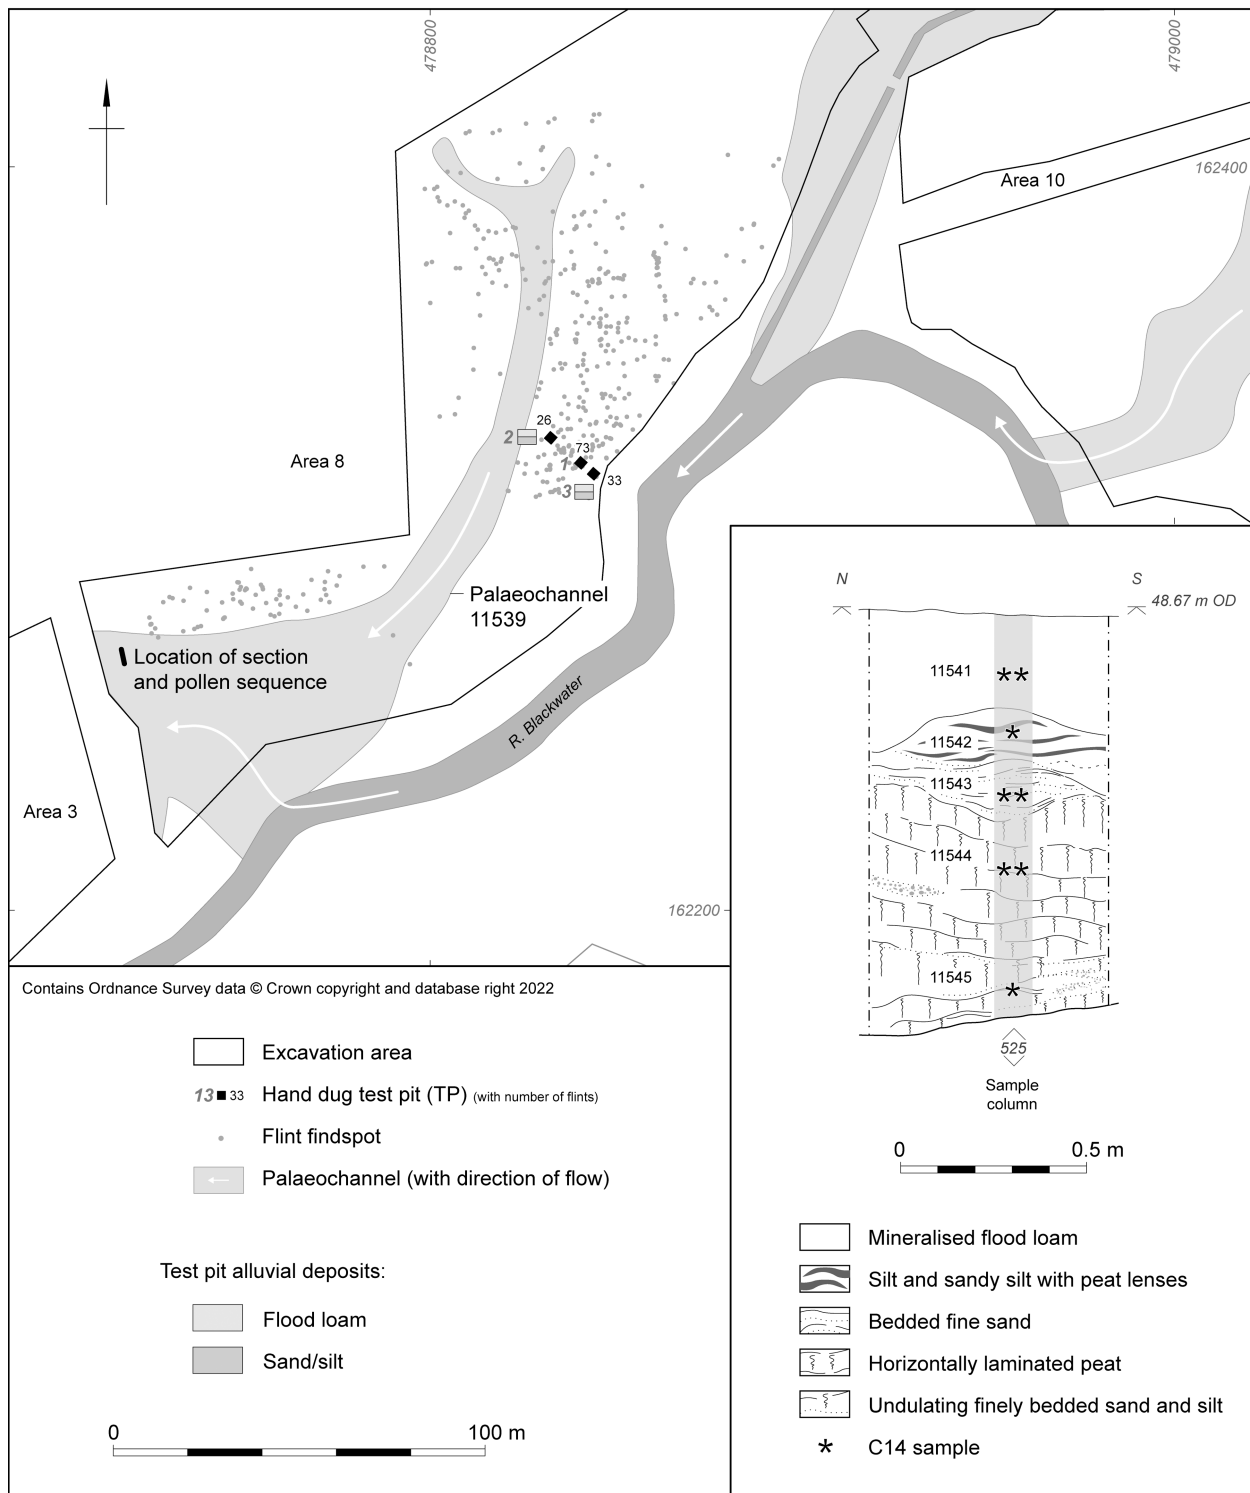 478800
479000
162400
Area 10
Area 8
26
2
73
1
33
3
Palaeochannel
11539
Location of section
and pollen sequence
R. Blackwater
Area 3
162200
Contains Ordnance Survey data © Crown copyright and database right 2022
Excavation area
13 33 Hand dug test pit (TP) (with number of flints)
Flint findspot
Palaeochannel (with direction of flow)
Test pit alluvial deposits:
Flood loam
Sand/silt
0 100 m
N S
48.67 m OD
11541
**
*
11542
11543
**
11544
**
11545
*
525
Sample
column
0 0.5 m
Mineralised flood loam
Silt and sandy silt with peat lenses
Bedded fine sand
Horizontally laminated peat
Undulating finely bedded sand and silt
* C14 sample